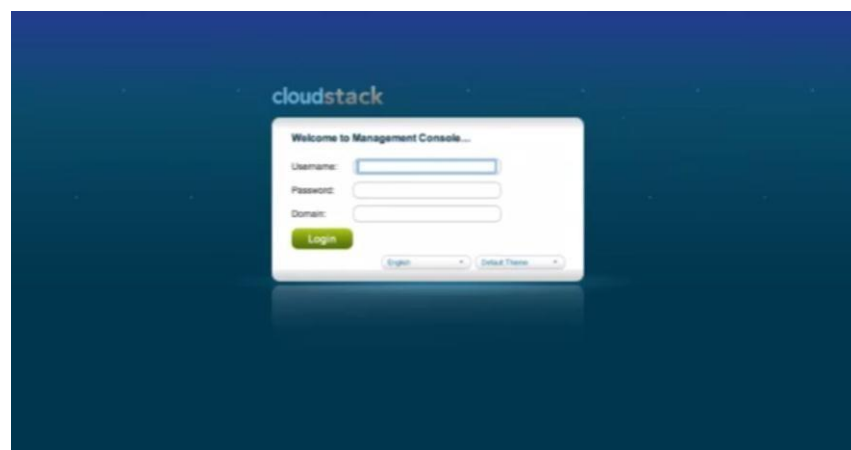 cloudstack
Welcome to Management Console...
Username:
Password:
Domain:
Login
English
Default Theme